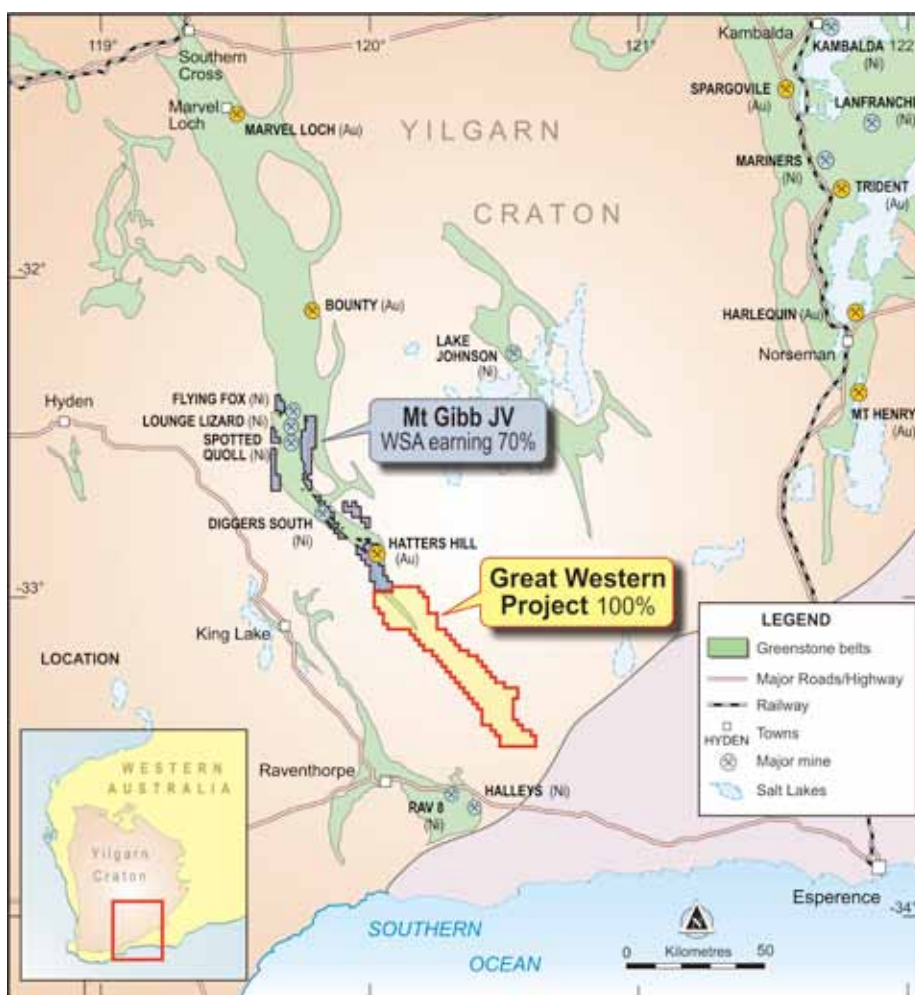 119°
120°
121°
122°
Southern
Cross
Marvel
Loch
MARVEL LOCH (Au)
YILGARN
CRATON
Kambalda
KAMBALDA
(Ni)
SPARGOVILE
(Au)
LANFRANCHI
(Ni)
MARINERS
(Ni)
TRIDENT
(Au)
-32°
BOUNTY (Au)
HARLEQUIN (Au)
LAKE
JOHNSON
(Ni)
Norseman
Hyden
FLYING FOX (Ni)
LOUNGE LIZARD (Ni)
SPOTTED
QUOLL (Ni)
Mt Gibb JV
WSA earning 70%
MT HENRY
(Au)
DIGGERS SOUTH
(Ni)
HATTERS HILL
(Au)
-33°
Great Western
Project 100%
King Lake
LOCATION
LEGEND
Greenstone belts
Major Roads/Highway
Railway
HYDEN Towns
Major mine
Salt Lakes
WESTERN
AUSTRALIA
Yilgarn
Craton
Raventhorpe
RAV 8
(Ni)
HALLEYS (Ni)
Esperence
-34°
SOUTHERN
OCEAN
N
0 Kilometres 50